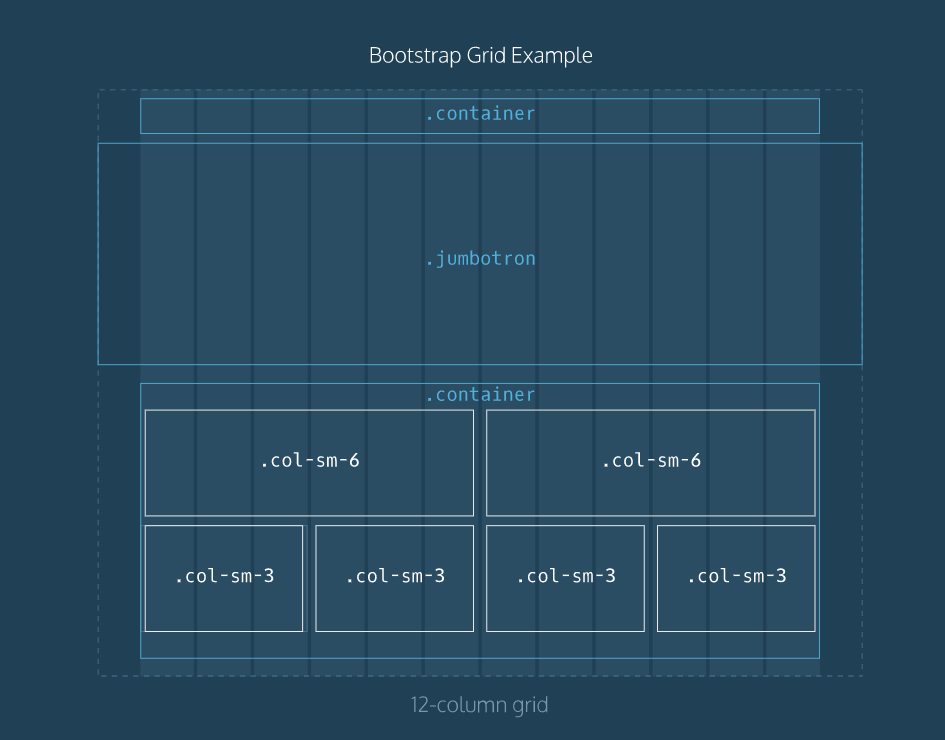 Bootstrap Grid Example
.container
.jumbotron
.container
.col-sm-6 .col-sm-6
.col-sm-3 .col-sm-3 .col-sm-3 .col-sm-3
12-column grid